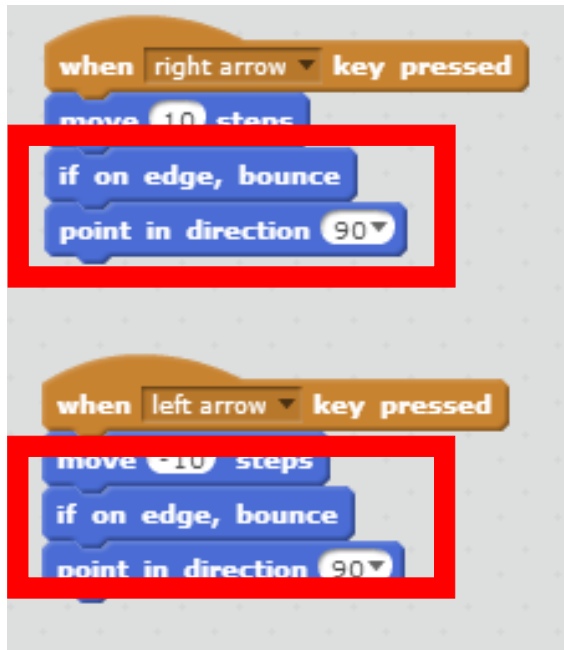 when right arrow key pressed
move 10 steps
if on edge, bounce
point in direction 90
when left arrow key pressed
move -10 steps
if on edge, bounce
point in direction 90